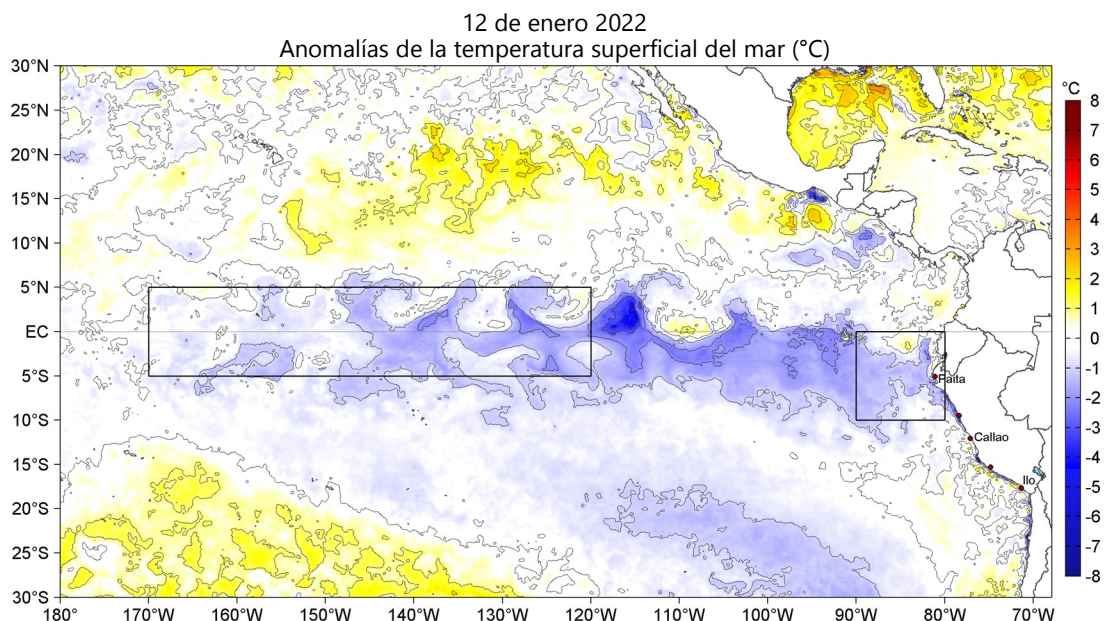 12 de enero 2022
Anomalías de la temperatura superficial del mar (°C)
30°N
25°N
20°N
15°N
10°N
5°N
EC
5°S
10°S
15°S
20°S
25°S
30°S
180
170°W
160°W
150°W
140°W
130°W
120°W
110°W
100°W
90°W
80°W
70°W
Paita
Callao
Ilo
°C
8
7
6
5
4
3
2
1
0
-1
-2
-3
-4
-5
-6
-7
-8